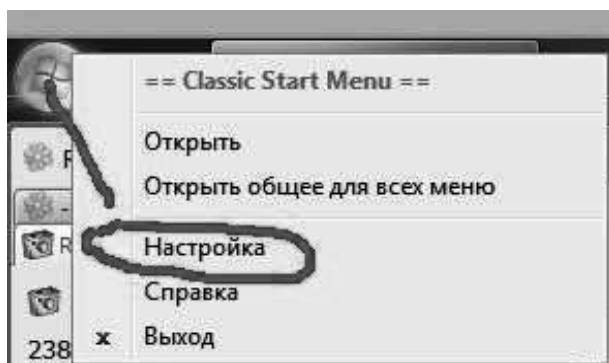 == Classic Start Menu ==
Открыть
Открыть общее для всех меню
R
-
Настройка
R
Справка
x Выход
238